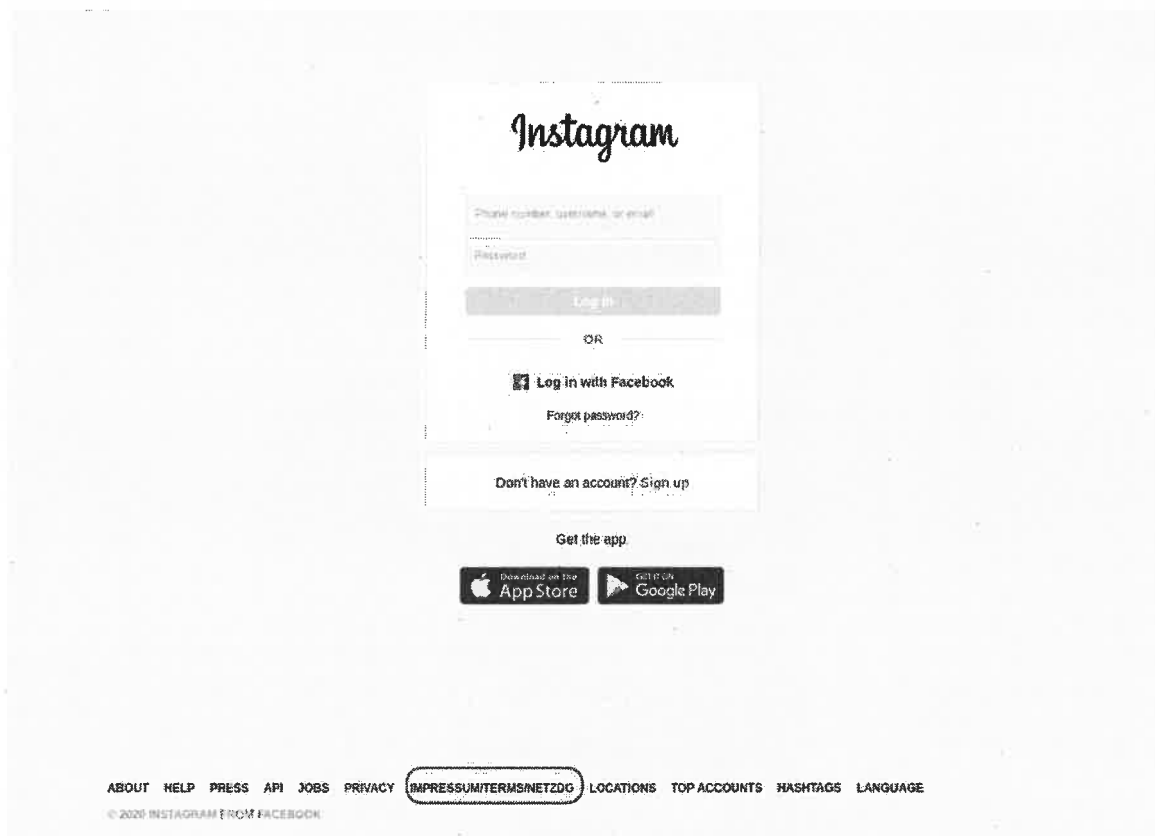 Instagram
Phone number, username, or email
Password
Log In
OR
Log in with Facebook
Forgot password?
Don't have an account? Sign up
Get the app.
Download on the
App Store
GET IT ON
Google Play
ABOUT HELP PRESS API JOBS PRIVACY IMPRESSUM/TERMS/NETZDG LOCATIONS TOP ACCOUNTS HASHTAGS LANGUAGE
© 2020 INSTAGRAM FROM FACEBOOK